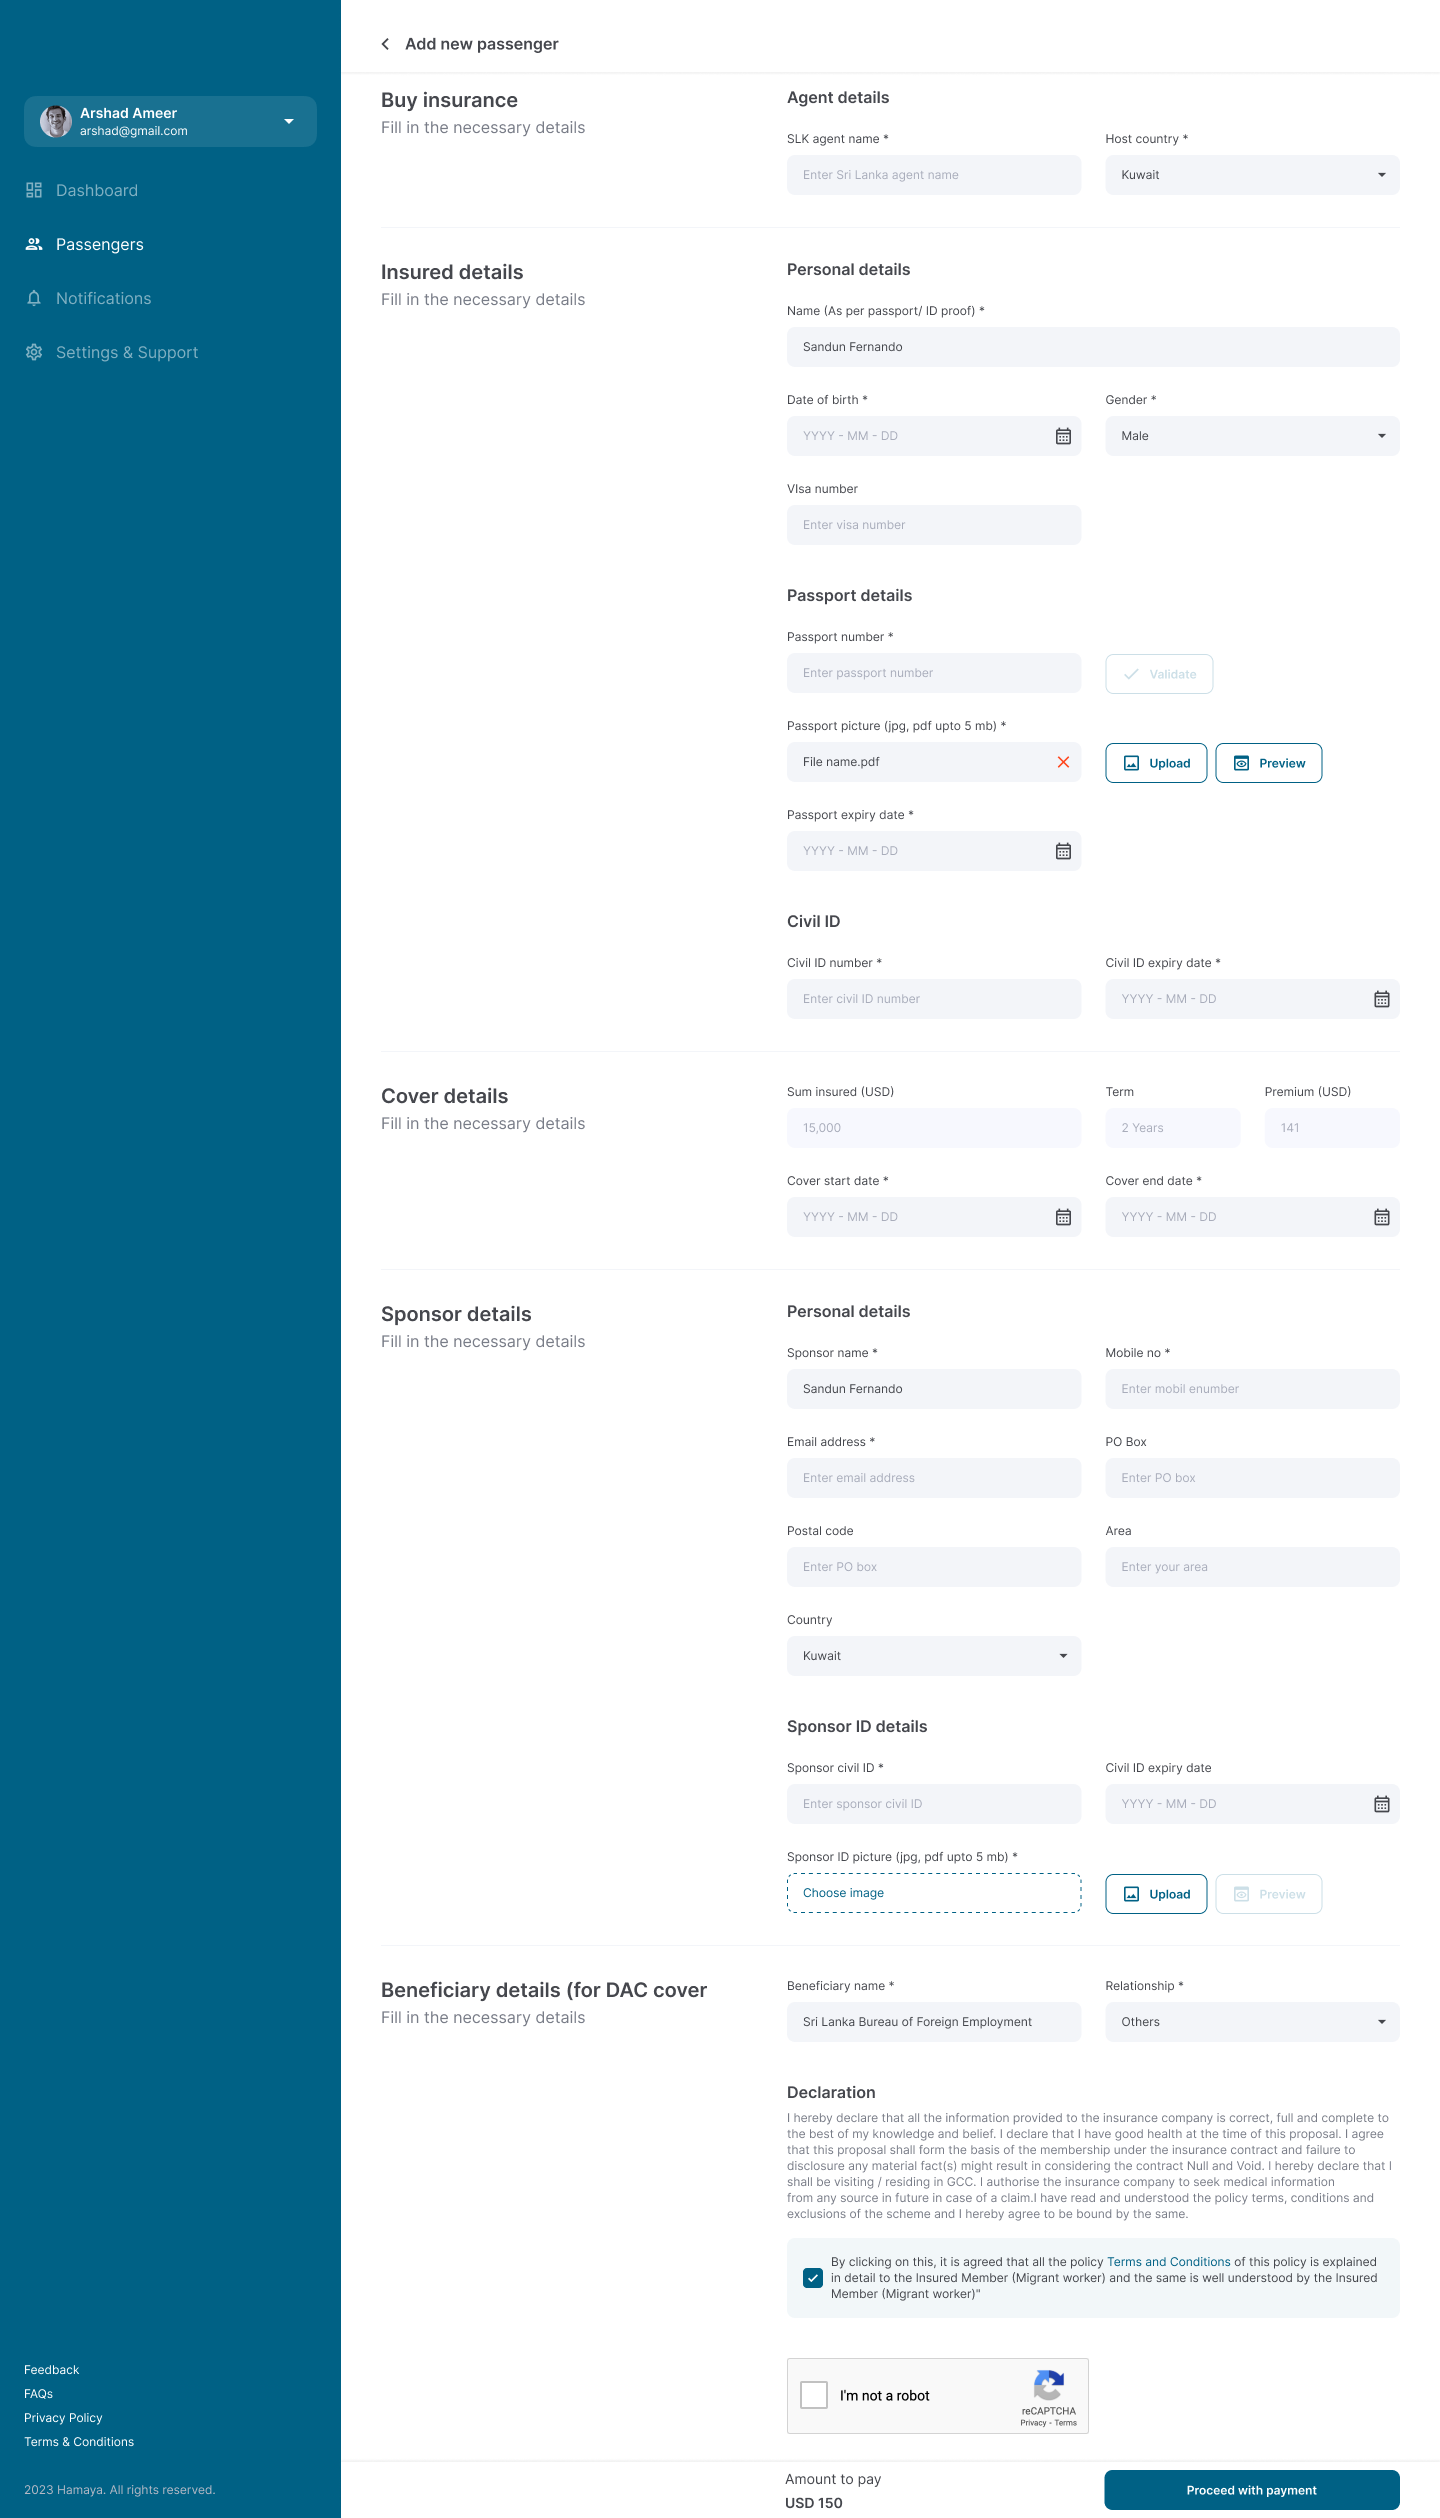 Add new passenger
Arshad Ameer
arshad@gmail.com
Dashboard
Passengers
Notifications
Settings & Support
Buy insurance
Fill in the necessary details
Agent details
SLK agent name *
Host country *
Enter Sri Lanka agent name
Kuwait
Insured details
Fill in the necessary details
Personal details
Name (As per passport/ ID proof) *
Sandun Fernando
Date of birth *
Gender *
YYYY - MM - DD
Male
VIsa number
Enter visa number
Passport details
Passport number *
Enter passport number
Validate
Passport picture (jpg, pdf upto 5 mb) *
File name.pdf
Upload
Preview
Passport expiry date *
YYYY - MM - DD
Civil ID
Civil ID number *
Civil ID expiry date *
Enter civil ID number
YYYY - MM - DD
Cover details
Fill in the necessary details
Sum insured (USD)
Term
Premium (USD)
15,000
2 Years
141
Cover start date *
Cover end date *
YYYY - MM - DD
YYYY - MM - DD
Sponsor details
Fill in the necessary details
Personal details
Sponsor name *
Mobile no *
Sandun Fernando
Enter mobil enumber
Email address *
PO Box
Enter email address
Enter PO box
Postal code
Area
Enter PO box
Enter your area
Country
Kuwait
Sponsor ID details
Sponsor civil ID *
Civil ID expiry date
Enter sponsor civil ID
YYYY - MM - DD
Sponsor ID picture (jpg, pdf upto 5 mb) *
Choose image
Upload
Preview
Beneficiary details (for DAC cover
Fill in the necessary details
Beneficiary name *
Relationship *
Sri Lanka Bureau of Foreign Employment
Others
Declaration
I hereby declare that all the information provided to the insurance company is correct, full and complete to
the best of my knowledge and belief. I declare that I have good health at the time of this proposal. I agree
that this proposal shall form the basis of the membership under the insurance contract and failure to
disclosure any material fact(s) might result in considering the contract Null and Void. I hereby declare that I
shall be visiting / residing in GCC. I authorise the insurance company to seek medical information
from any source in future in case of a claim.I have read and understood the policy terms, conditions and
exclusions of the scheme and I hereby agree to be bound by the same.
By clicking on this, it is agreed that all the policy Terms and Conditions of this policy is explained
in detail to the Insured Member (Migrant worker) and the same is well understood by the Insured
Member (Migrant worker)"
I'm not a robot
reCAPTCHA
Privacy - Terms
Feedback
FAQs
Privacy Policy
Terms & Conditions
2023 Hamaya. All rights reserved.
Amount to pay
USD 150
Proceed with payment